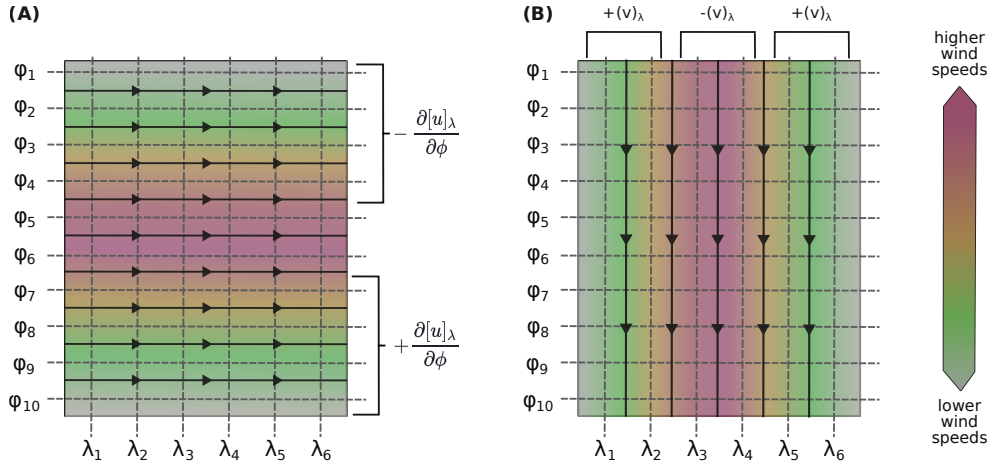 (A)
φ1
φ2
φ3
φ4
φ5
φ6
φ7
φ8
φ9
φ10
λ1 λ2 λ3 λ4 λ5 λ6
− ∂[u]λ / ∂ϕ
+ ∂[u]λ / ∂ϕ
(B)
+(v)λ -(v)λ +(v)λ
φ1
φ2
φ3
φ4
φ5
φ6
φ7
φ8
φ9
φ10
λ1 λ2 λ3 λ4 λ5 λ6
higher
wind
speeds
lower
wind
speeds